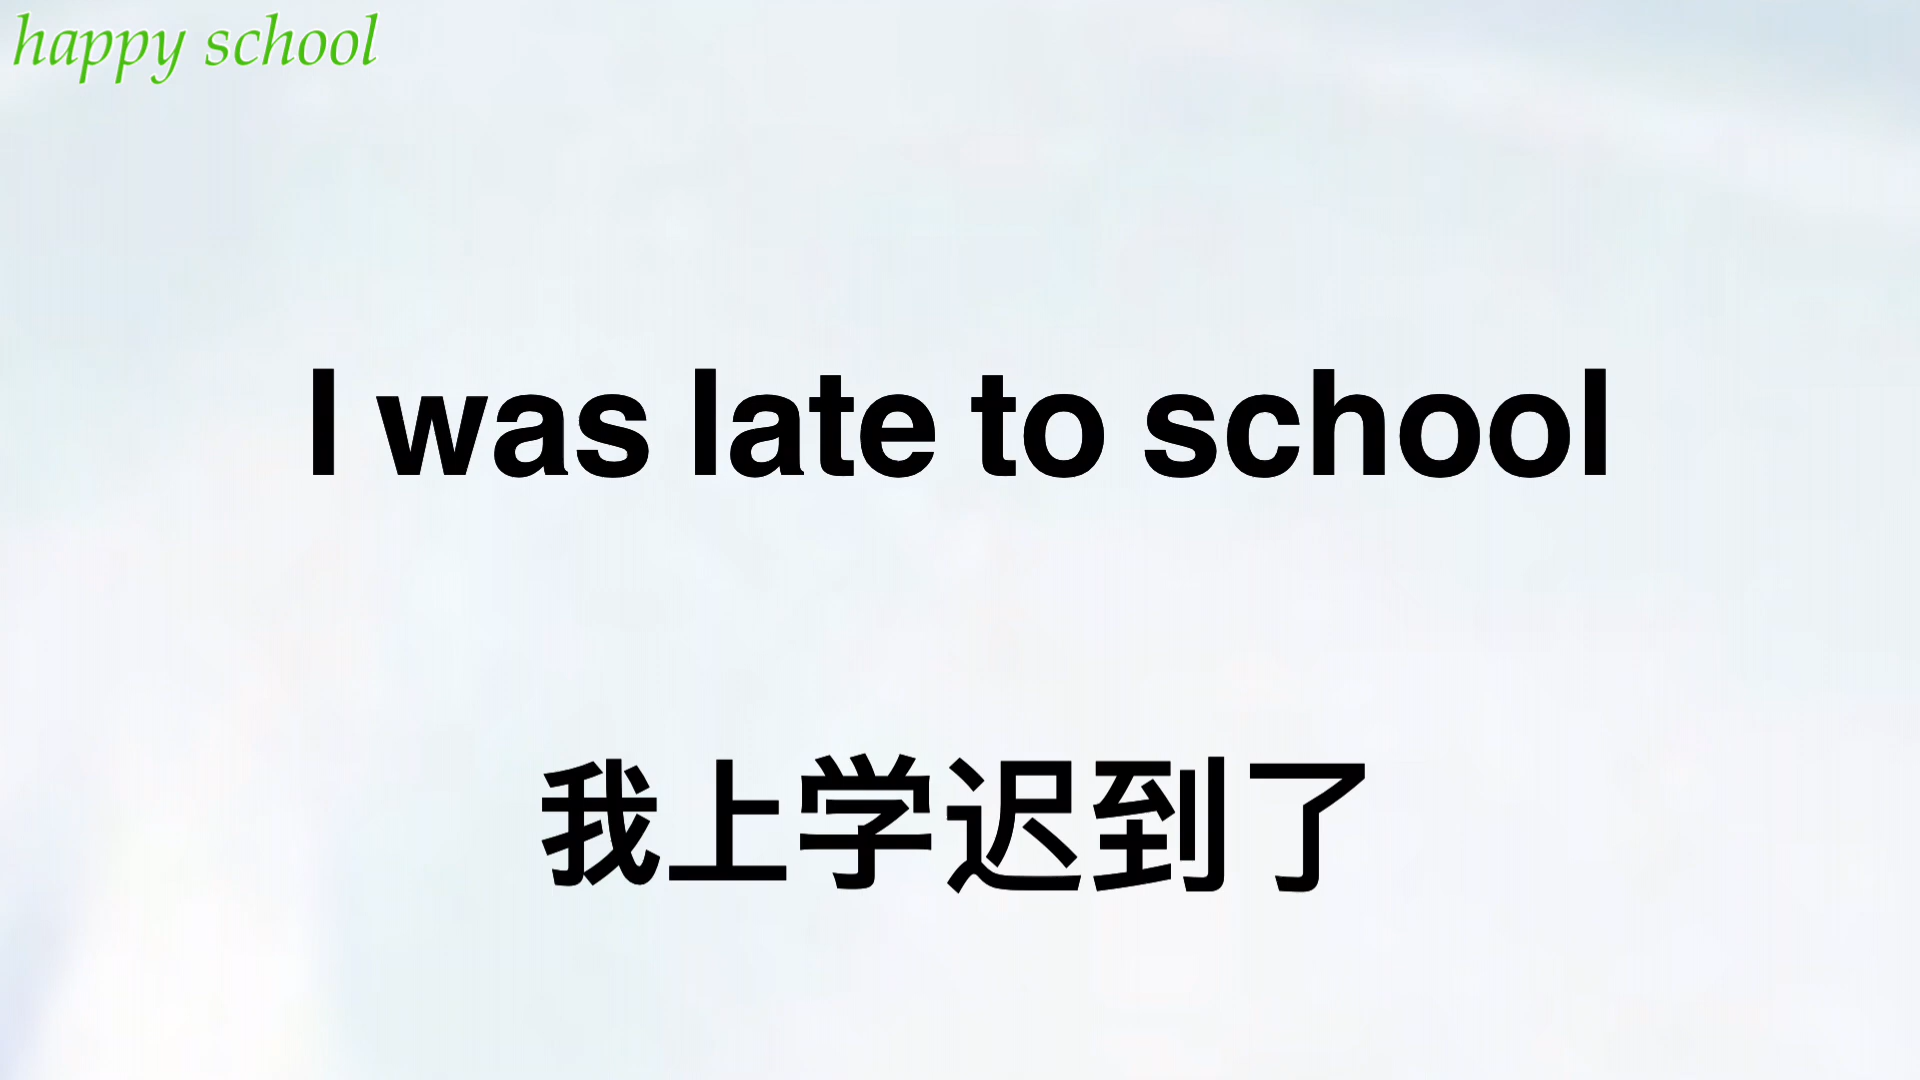 happy school
I was late to school
我上学迟到了